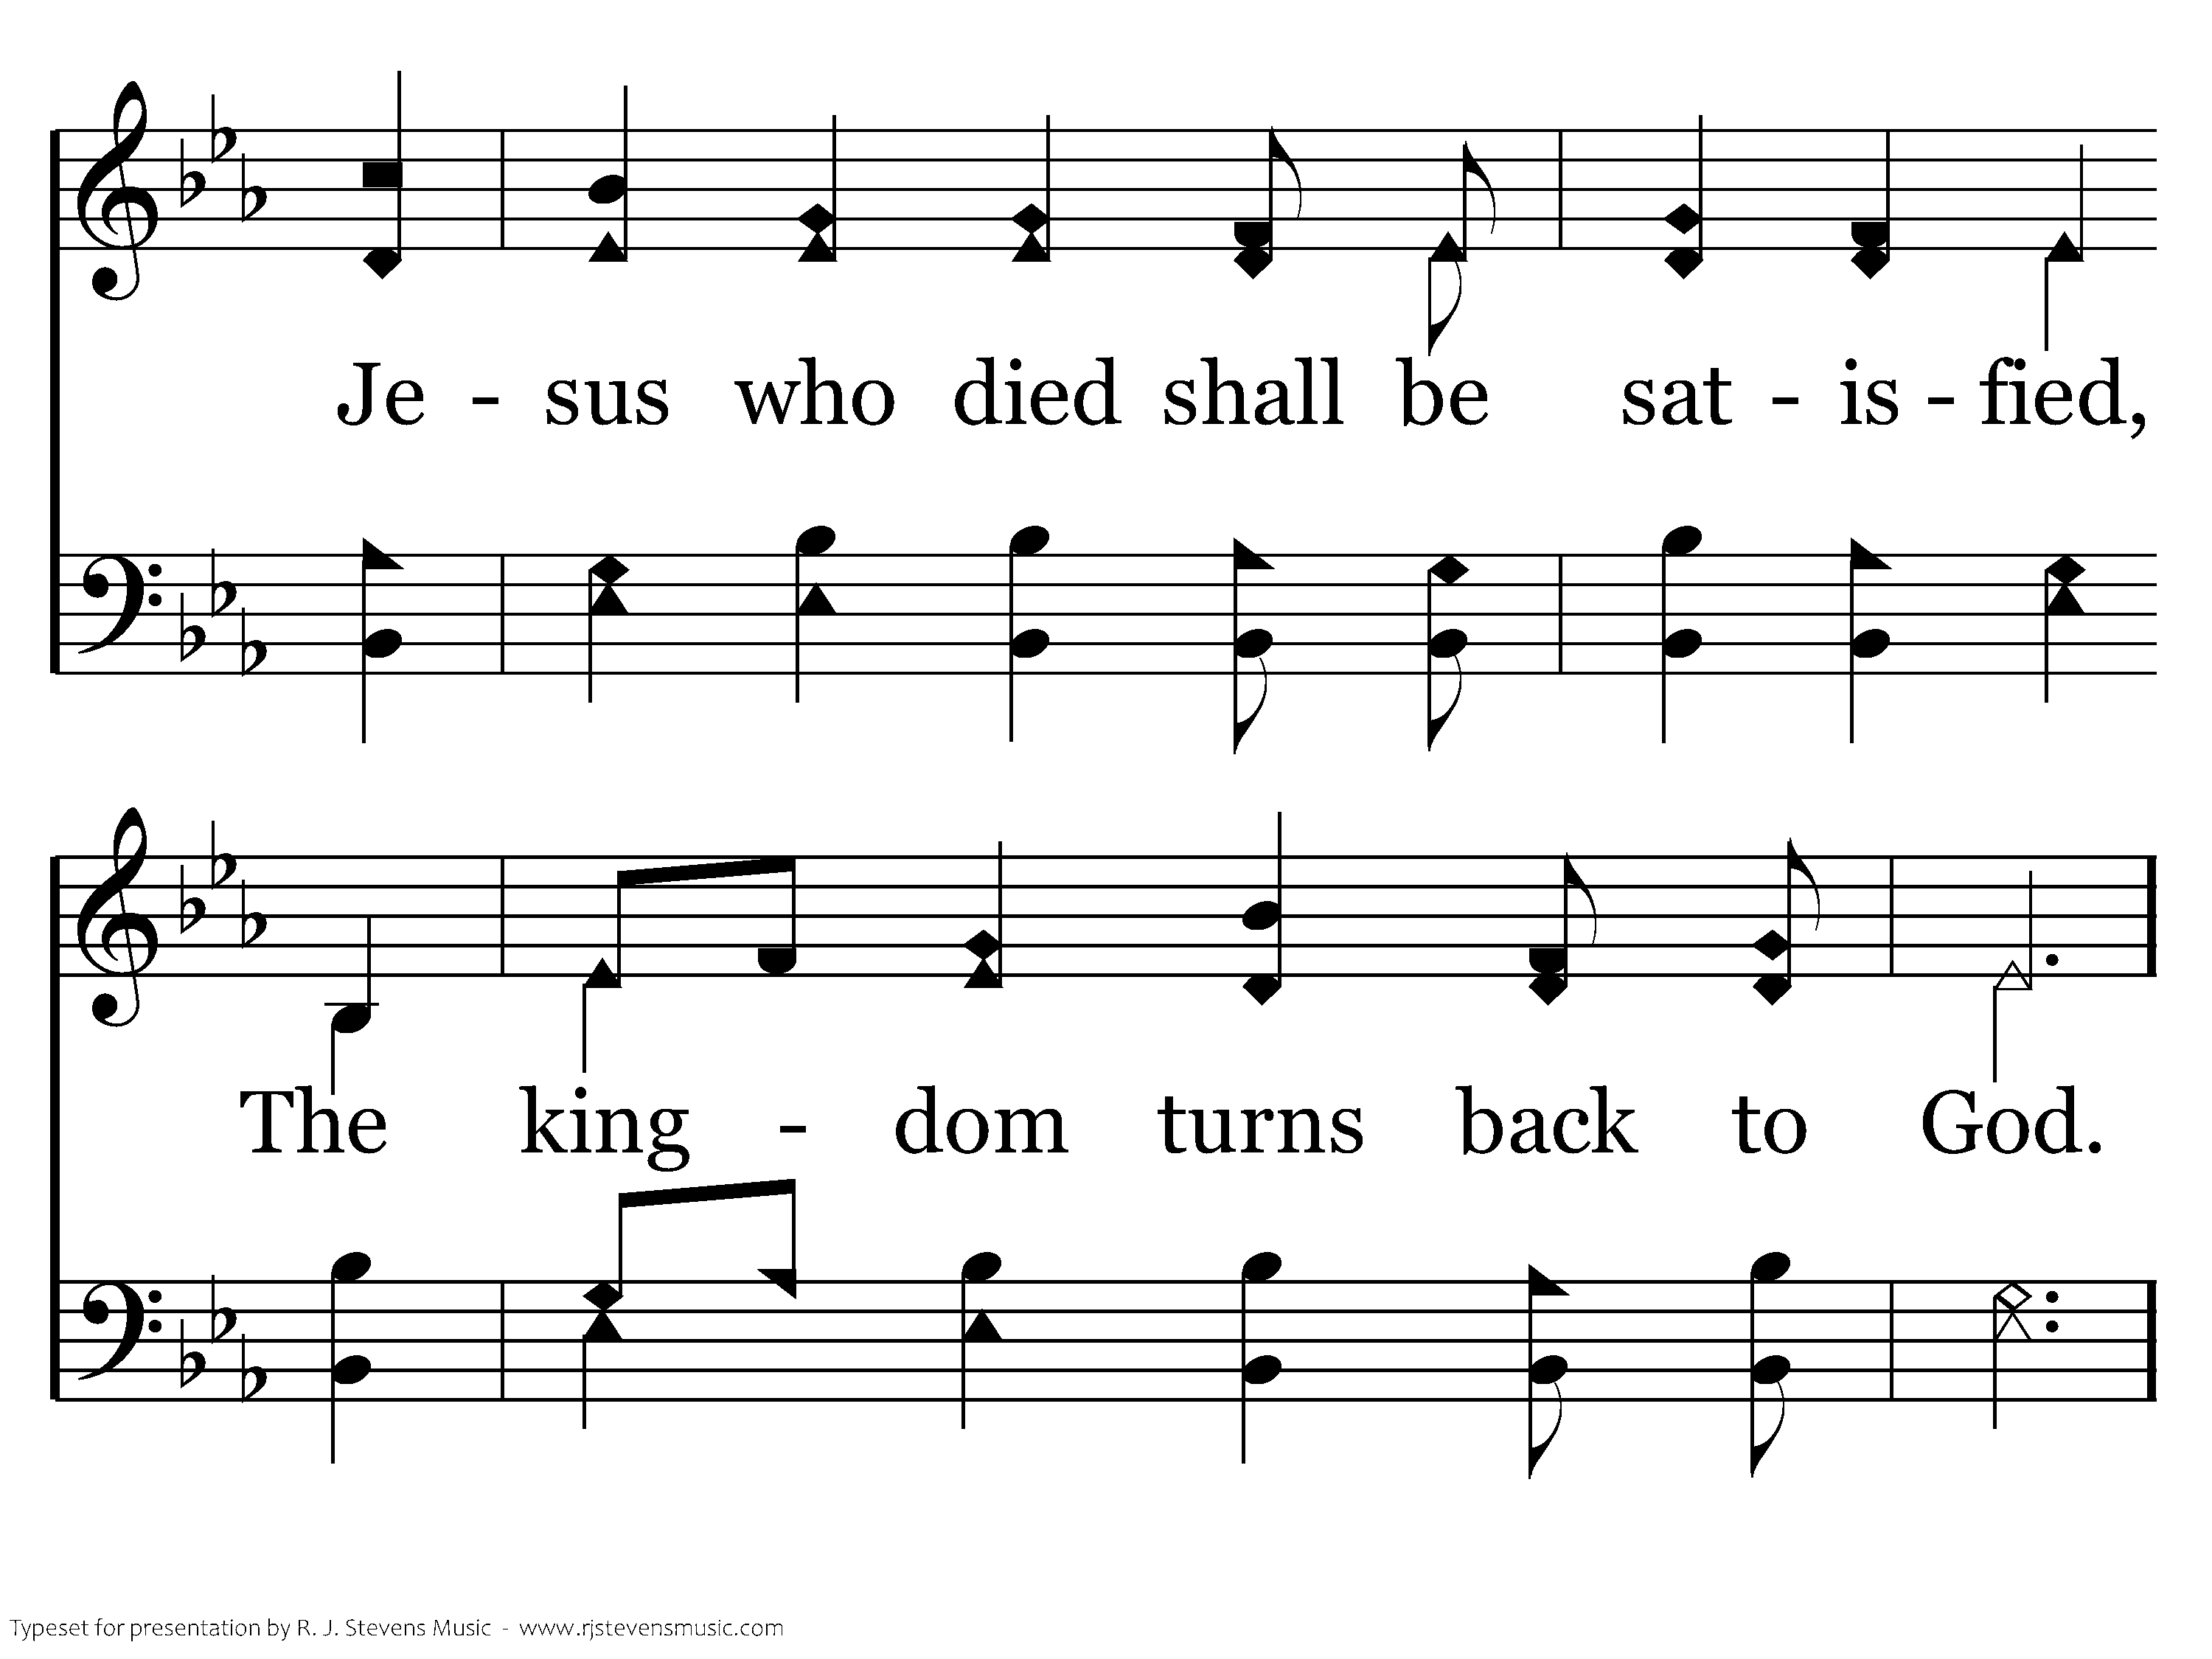 Je - sus who died shall be sat - is - fied,
The king - dom turns back to God.
Typeset for presentation by R. J. Stevens Music - www.rjstevensmusic.com